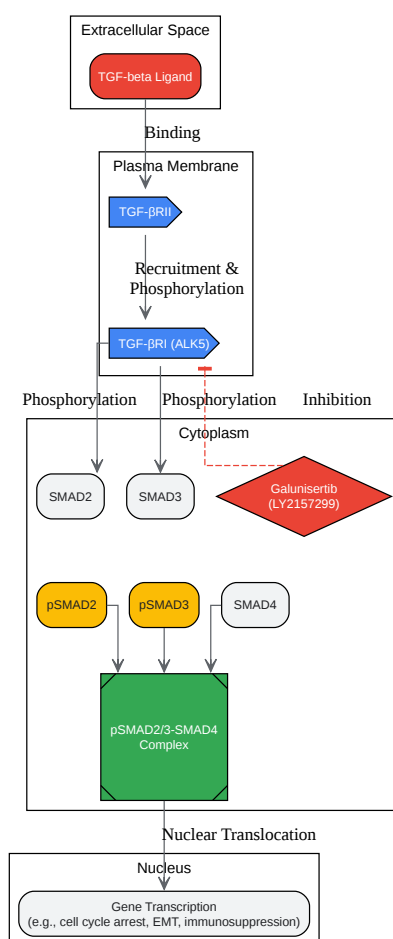 Extracellular Space
TGF-beta Ligand
Binding
Plasma Membrane
TGF-βRII
Recruitment &
Phosphorylation
TGF-βRI (ALK5)
Phosphorylation
Phosphorylation
Inhibition
Cytoplasm
SMAD2
SMAD3
Galunisertib
(LY2157299)
pSMAD2
pSMAD3
SMAD4
pSMAD2/3-SMAD4
Complex
Nuclear Translocation
Nucleus
Gene Transcription
(e.g., cell cycle arrest, EMT, immunosuppression)